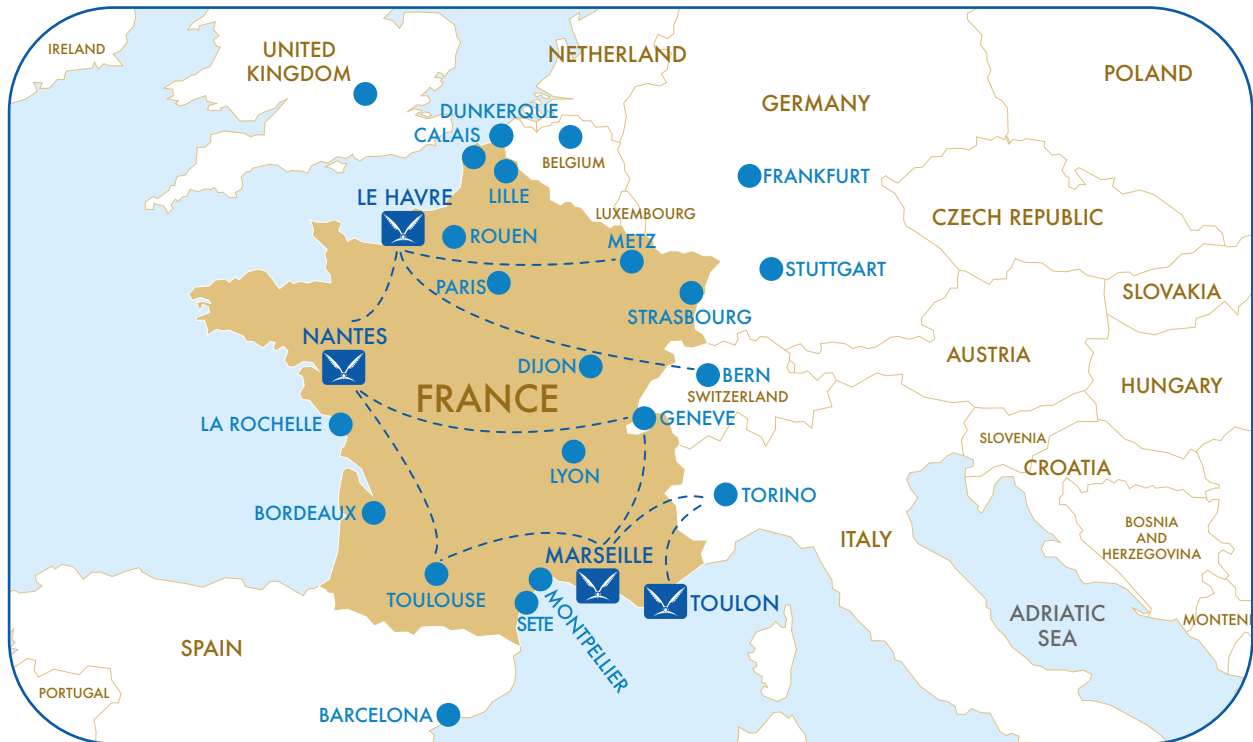 IRELAND
UNITED
KINGDOM
NETHERLAND
POLAND
GERMANY
DUNKERQUE
CALAIS
BELGIUM
FRANKFURT
LILLE
LE HAVRE
LUXEMBOURG
CZECH REPUBLIC
ROUEN
METZ
STUTTGART
PARIS
SLOVAKIA
STRASBOURG
NANTES
AUSTRIA
DIJON
BERN
HUNGARY
SWITZERLAND
FRANCE
LA ROCHELLE
GENEVE
SLOVENIA
CROATIA
LYON
TORINO
BORDEAUX
BOSNIA
AND
HERZEGOVINA
ITALY
MARSEILLE
TOULOUSE
TOULON
MONTPELLIER
SETE
ADRIATIC
SEA
MONTEN
SPAIN
PORTUGAL
BARCELONA